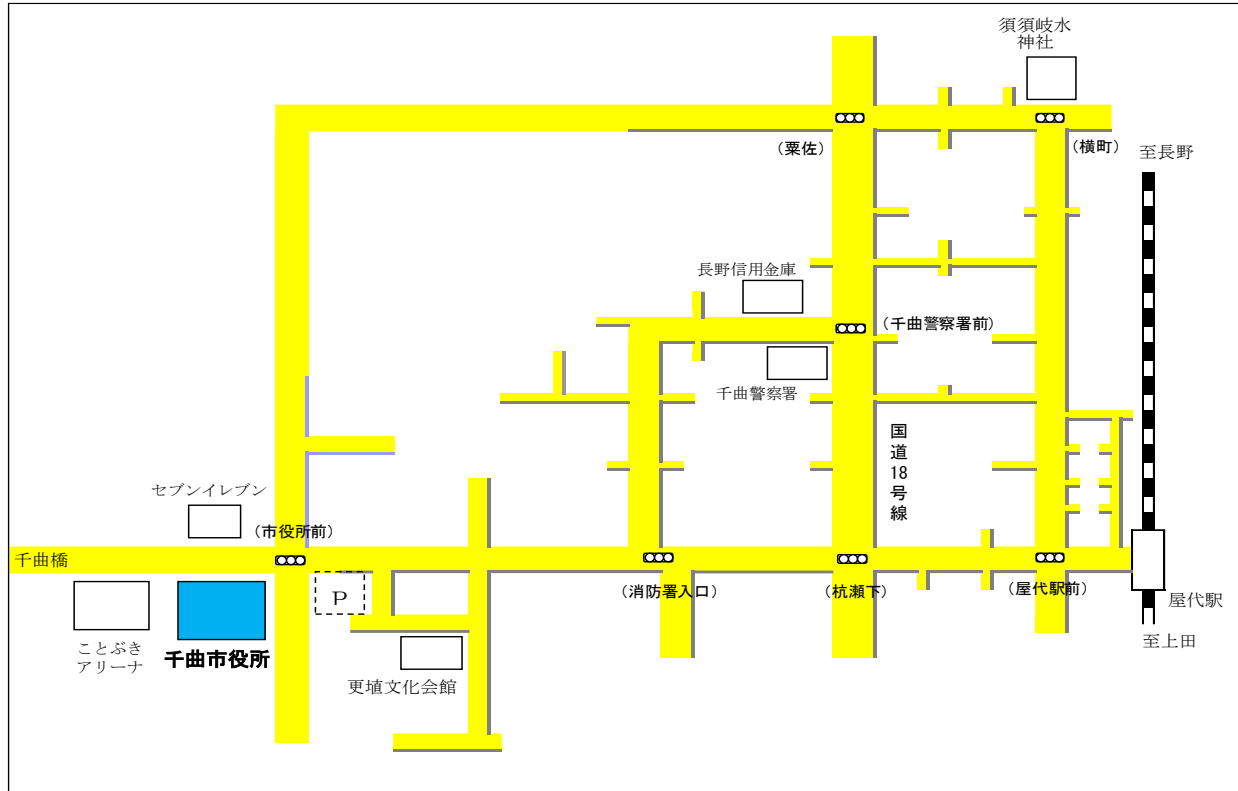 須須岐水
神社
（粟佐）
（横町）
至長野
長野信用金庫
（千曲警察署前）
千曲警察署
国道18号線
セブンイレブン
（市役所前）
千曲橋
P
（消防署入口）
（杭瀬下）
（屋代駅前）
屋代駅
ことぶき
アリーナ
千曲市役所
更埴文化会館
至上田